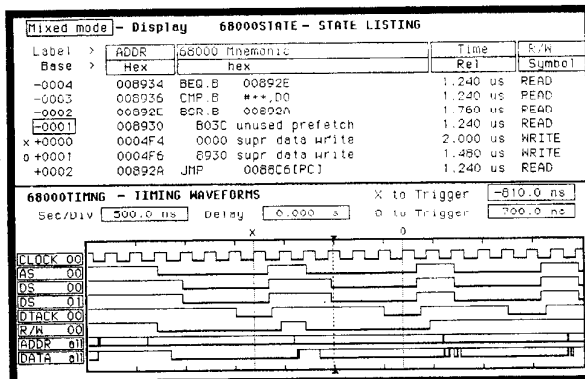 Mixed mode - Display 68000STATE - STATE LISTING
Label > ADDR 68000 Mnemonic Time R/W
Base > Hex hex Rel Symbol
-0004 008934 BEQ.B 00892E 1.240 us READ
-0003 008936 CMP.B #**,D0 1.240 us READ
-0002 00892E BSR.B 00892A 1.760 us READ
-0001 008930 B03C unused prefetch 1.240 us READ
x +0000 0004F4 0000 supr data write 2.000 us WRITE
o +0001 0004F6 8930 supr data write 1.480 us WRITE
+0002 00892A JMP 0088C6[PC] 1.240 us READ
68000TIMNG - TIMING WAVEFORMS X to Trigger -810.0 ns
Sec/Div 500.0 ns Delay 0.000 s O to Trigger 700.0 ns
X O
CLOCK 00
AS 00
DS 00
DS 01
DTACK 00
R/W 00
ADDR all
DATA all